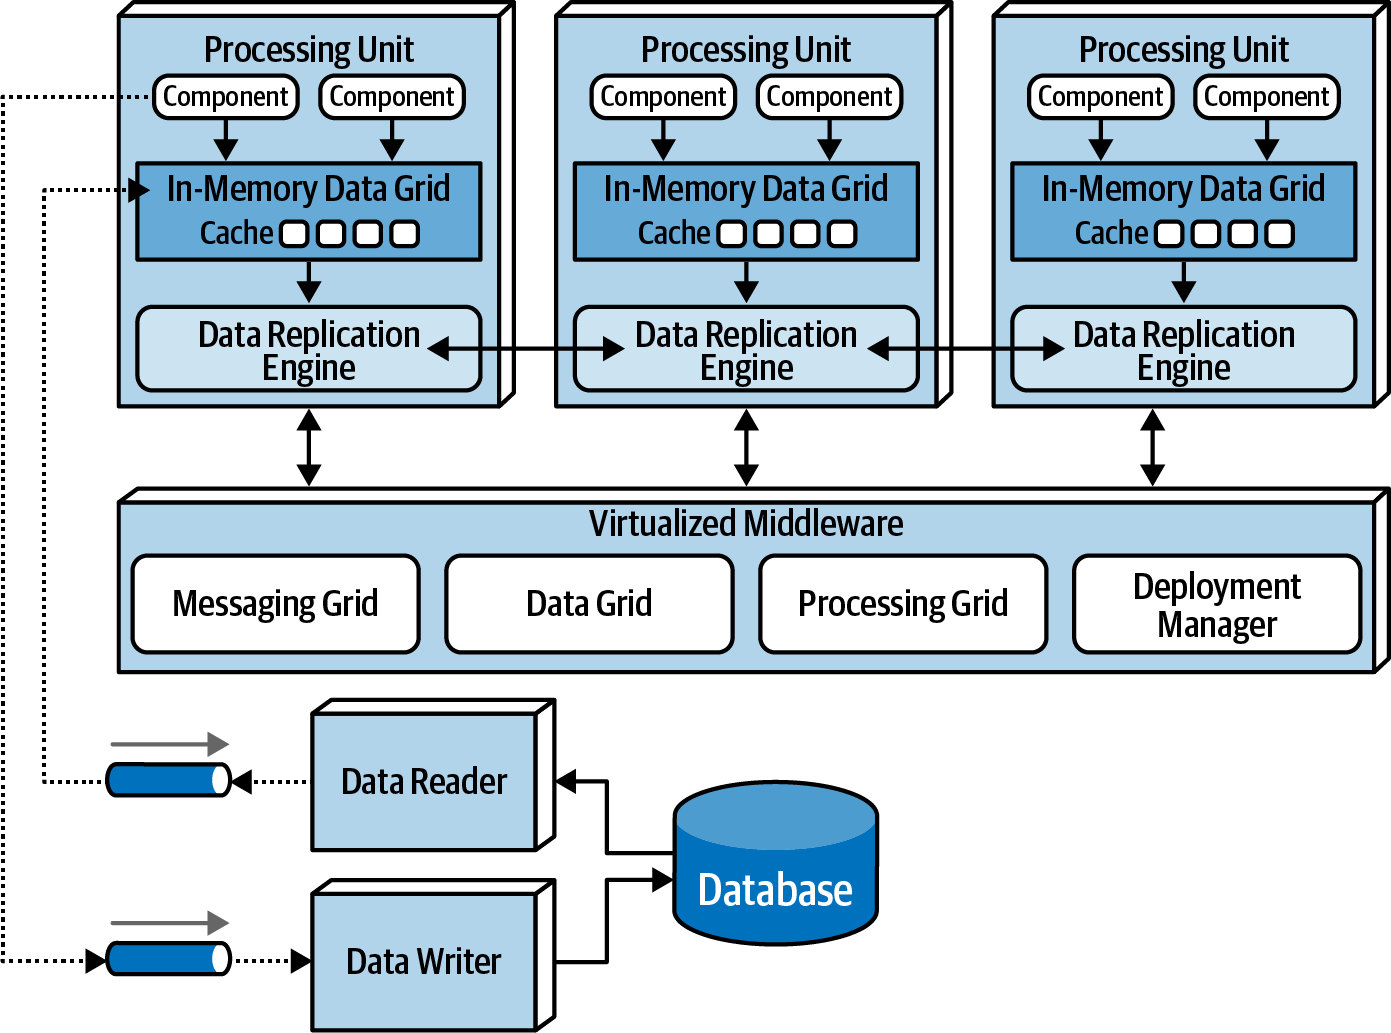 Processing Unit
Component Component
In-Memory Data Grid
Cache
Data Replication
Engine
Processing Unit
Component Component
In-Memory Data Grid
Cache
Data Replication
Engine
Processing Unit
Component Component
In-Memory Data Grid
Cache
Data Replication
Engine
Virtualized Middleware
Messaging Grid
Data Grid
Processing Grid
Deployment
Manager
Data Reader
Database
Data Writer